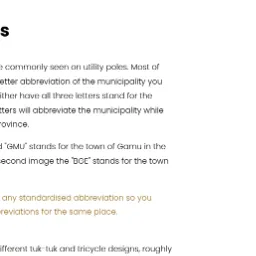 s
e commonly seen on utility poles. Most of
etter abbreviation of the municipality you
ither have all three letters stand for the
tters will abbreviate the municipality while
rovince.
d "GMU" stands for the town of Gamu in the
second image the "BGE" stands for the town
any standardised abbreviation so you
reviations for the same place.
ifferent tuk-tuk and tricycle designs, roughly